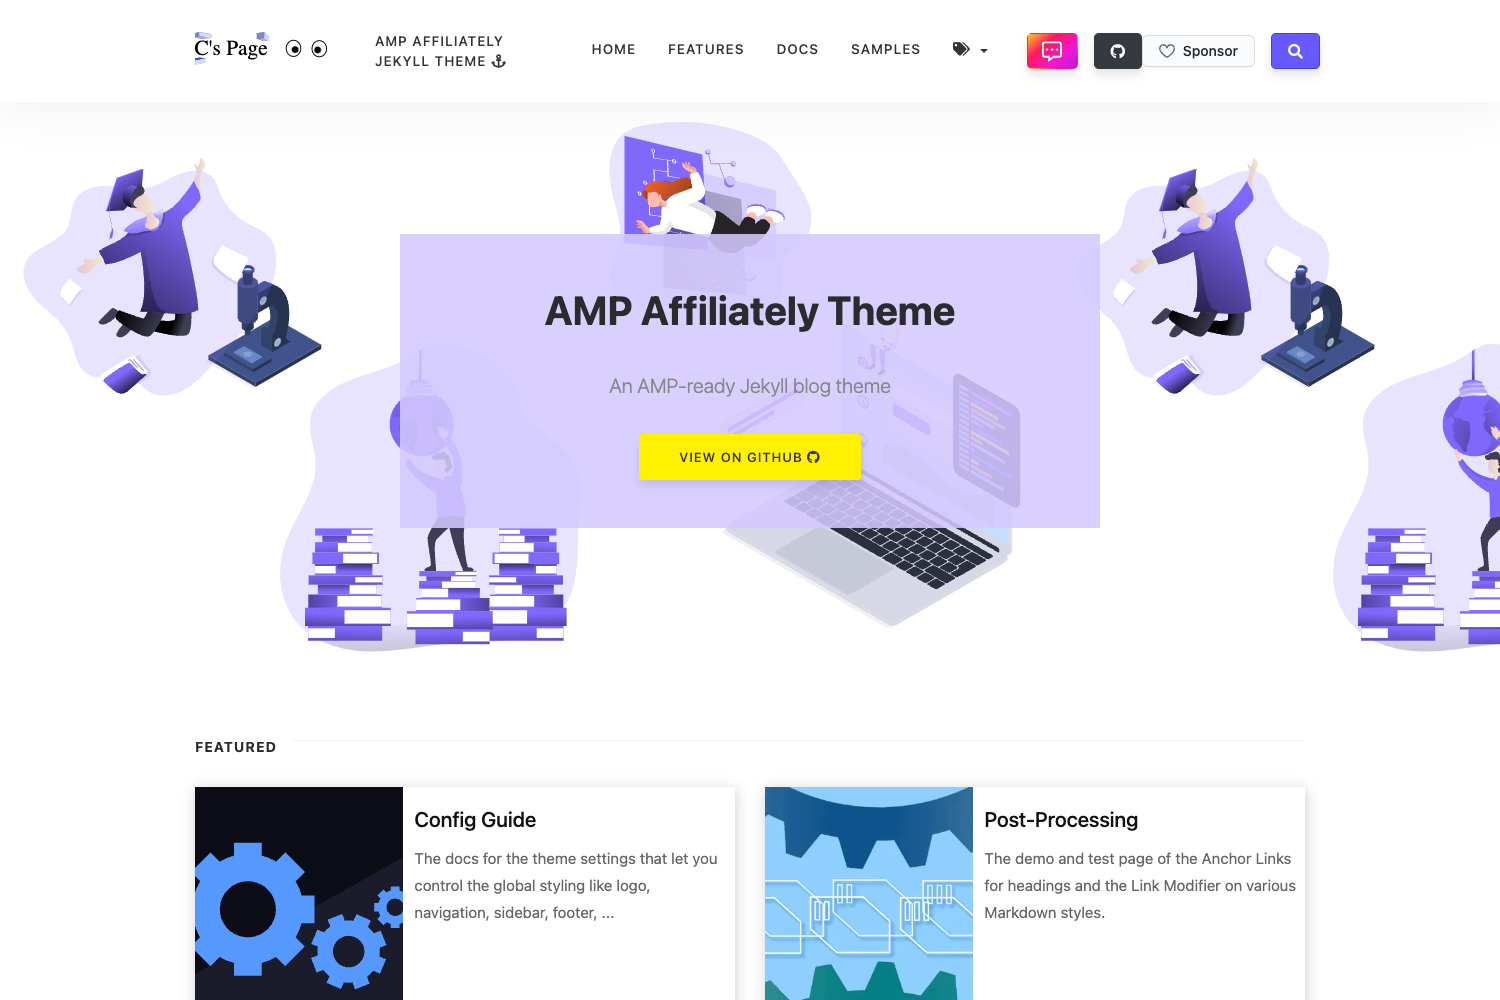 C's Page
AMP AFFILIATELY
JEKYLL THEME
HOME
FEATURES
DOCS
SAMPLES
Sponsor
AMP Affiliately Theme
An AMP-ready Jekyll blog theme
VIEW ON GITHUB
FEATURED
Config Guide
The docs for the theme settings that let you
control the global styling like logo,
navigation, sidebar, footer, ...
Post-Processing
The demo and test page of the Anchor Links
for headings and the Link Modifier on various
Markdown styles.